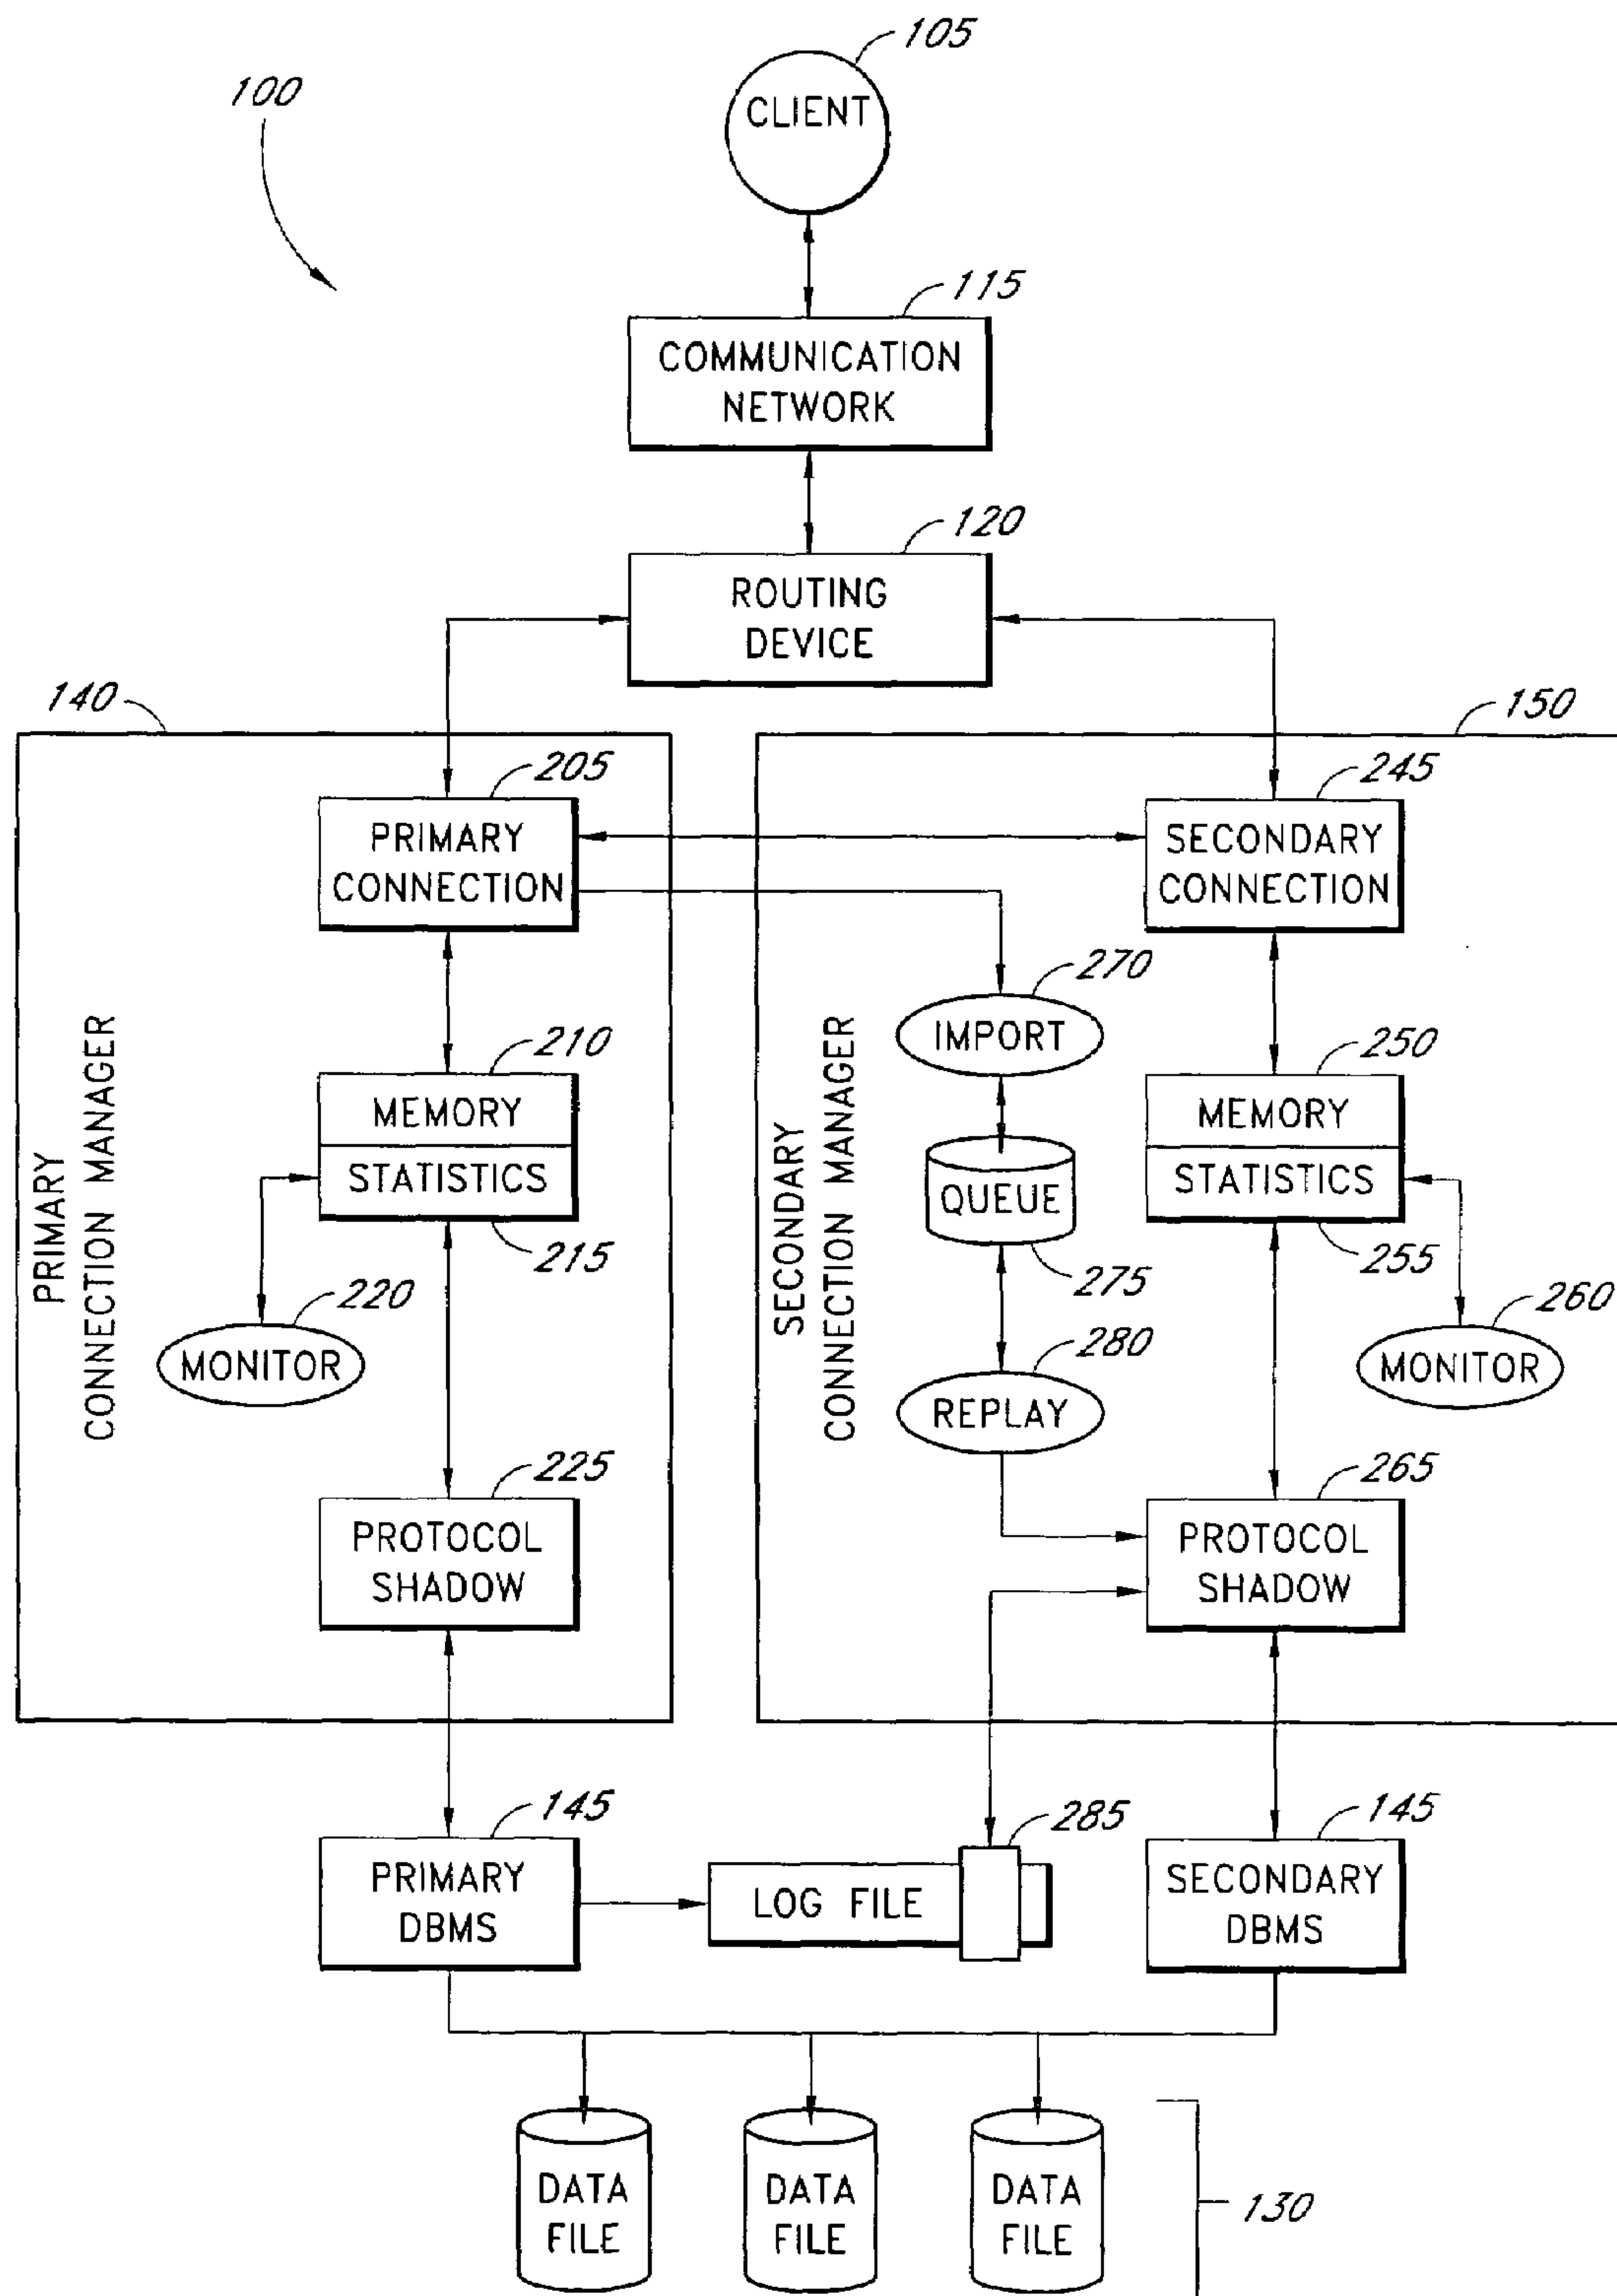 105
100
CLIENT
115
COMMUNICATION
NETWORK
120
ROUTING
DEVICE
140
150
205
245
PRIMARY
CONNECTION
SECONDARY
CONNECTION
270
IMPORT
PRIMARY
CONNECTION MANAGER
SECONDARY
CONNECTION MANAGER
210
250
MEMORY
STATISTICS
MEMORY
STATISTICS
QUEUE
215
275
255
220
260
MONITOR
280
MONITOR
REPLAY
225
265
PROTOCOL
SHADOW
PROTOCOL
SHADOW
145
285
145
PRIMARY
DBMS
LOG FILE
SECONDARY
DBMS
DATA
FILE
DATA
FILE
DATA
FILE
130